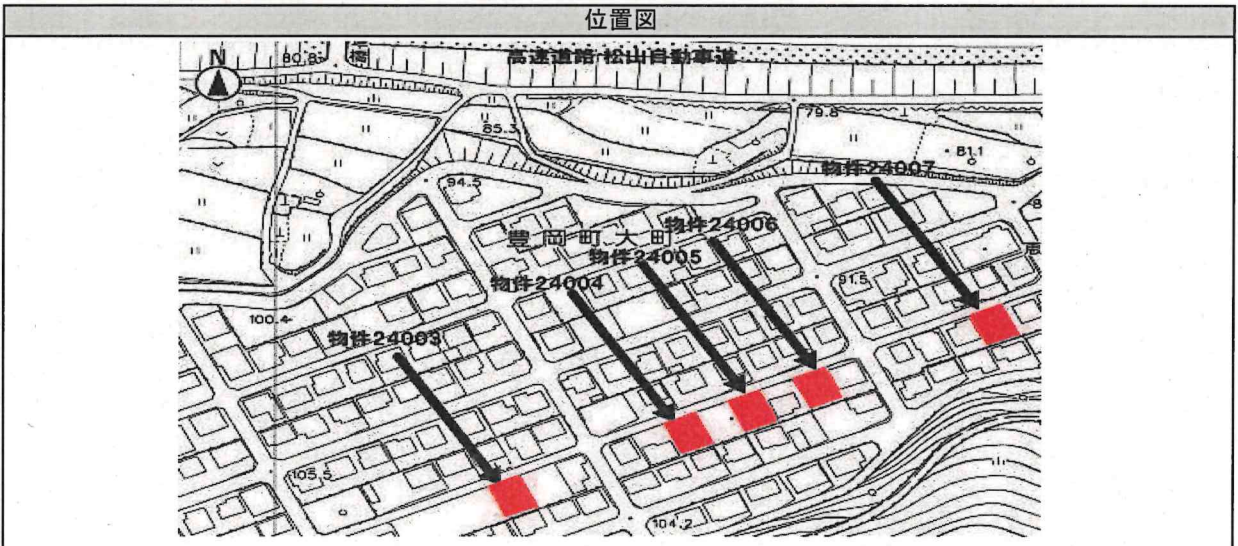 位置図
N
80.8
橋
高速道路 松山自動車道
85.3
79.8
81.1
物件24007
94.5
豊岡町大町
物件24006
物件24005
物件24004
91.5
100.4
物件24003
105.5
104.2